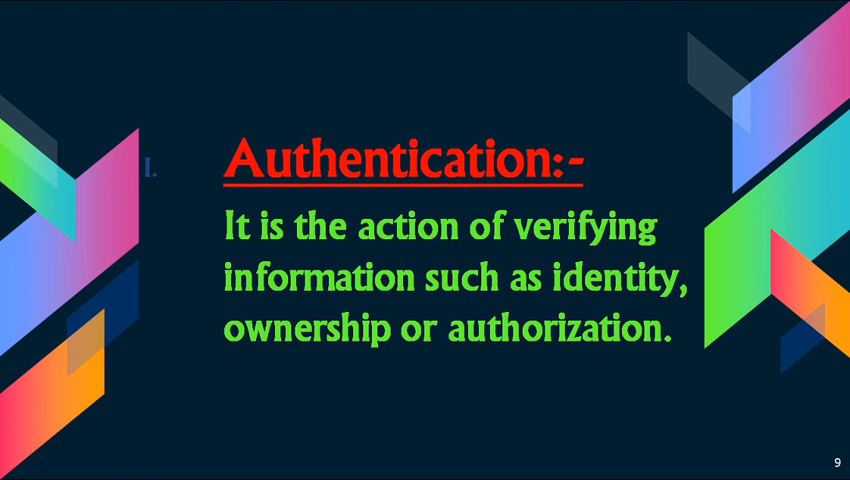 I. Authentication:-
It is the action of verifying
information such as identity,
ownership or authorization.
9